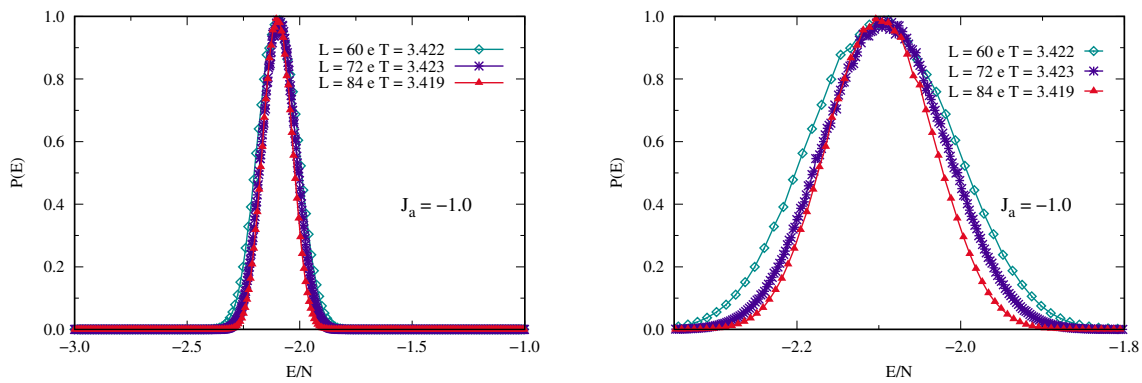 1.0
0.8
0.6
0.4
0.2
0.0
P(E)
L = 60 e T = 3.422
L = 72 e T = 3.423
L = 84 e T = 3.419
J_a = −1.0
−3.0 −2.5 −2.0 −1.5 −1.0
E/N
1.0
0.8
0.6
0.4
0.2
0.0
P(E)
L = 60 e T = 3.422
L = 72 e T = 3.423
L = 84 e T = 3.419
J_a = −1.0
−2.2 −2.0 −1.8
E/N